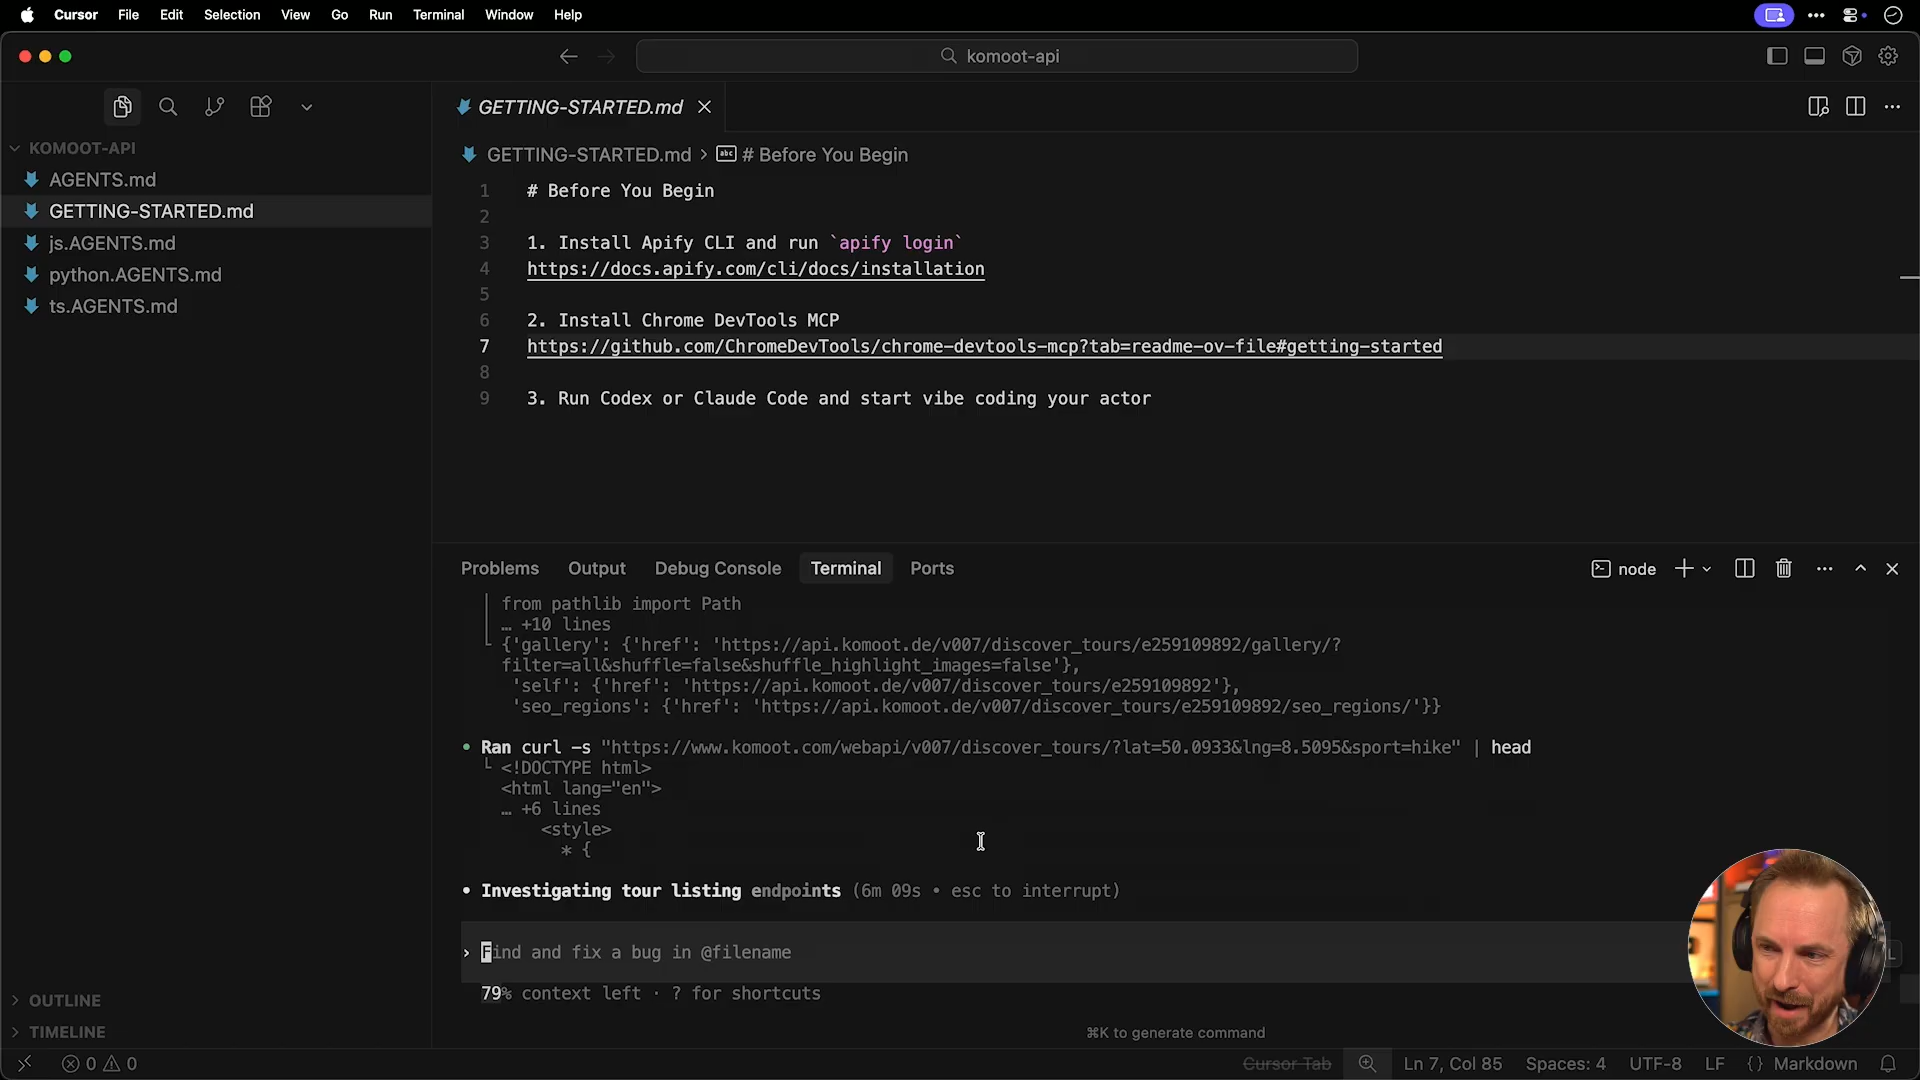 Cursor File Edit Selection View Go Run Terminal Window Help
komoot-api
GETTING-STARTED.md
KOMOOT-API
AGENTS.md
GETTING-STARTED.md
js.AGENTS.md
python.AGENTS.md
ts.AGENTS.md
GETTING-STARTED.md > # Before You Begin
1 # Before You Begin
2
3 1. Install Apify CLI and run `apify login`
4 https://docs.apify.com/cli/docs/installation
5
6 2. Install Chrome DevTools MCP
7 https://github.com/ChromeDevTools/chrome-devtools-mcp?tab=readme-ov-file#getting-started
8
9 3. Run Codex or Claude Code and start vibe coding your actor
Problems Output Debug Console Terminal Ports
node
from pathlib import Path
… +10 lines
{'gallery': {'href': 'https://api.komoot.de/v007/discover_tours/e259109892/gallery/?
filter=all&shuffle=false&shuffle_highlight_images=false'},
'self': {'href': 'https://api.komoot.de/v007/discover_tours/e259109892'},
'seo_regions': {'href': 'https://api.komoot.de/v007/discover_tours/e259109892/seo_regions/'}}
• Ran curl -s "https://www.komoot.com/webapi/v007/discover_tours/?lat=50.0933&lng=8.5095&sport=hike" | head
<!DOCTYPE html>
<html lang="en">
… +6 lines
<style>
* {
• Investigating tour listing endpoints (6m 09s • esc to interrupt)
› Find and fix a bug in @filename
79% context left · ? for shortcuts
⌘K to generate command
OUTLINE
TIMELINE
0 0
Cursor Tab
Ln 7, Col 85 Spaces: 4 UTF-8 LF {} Markdown